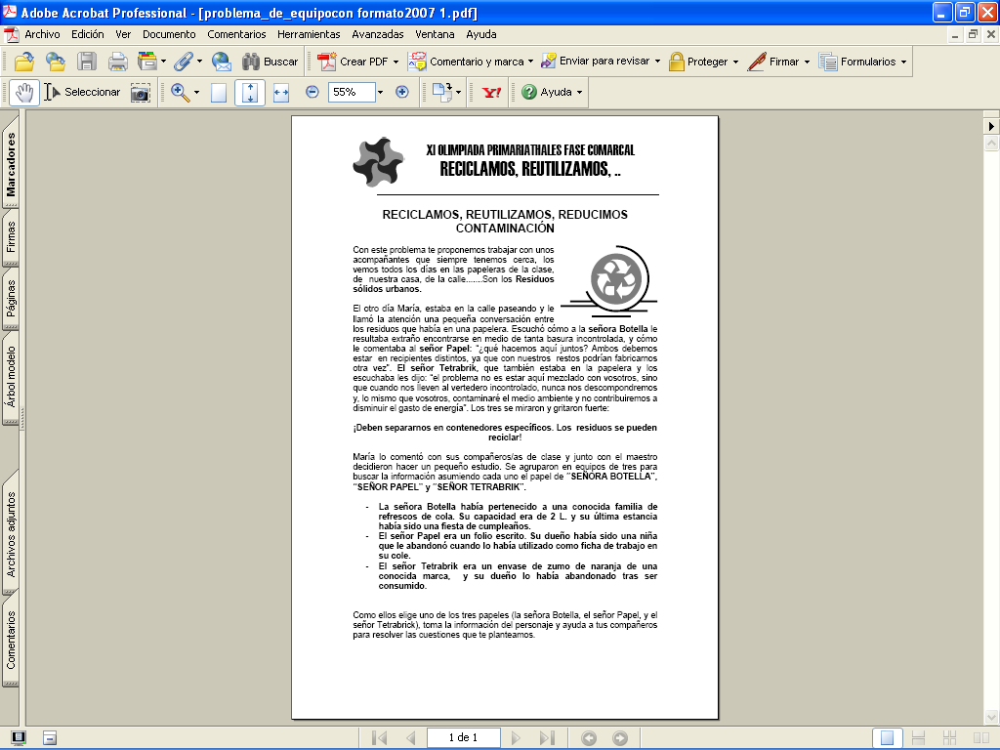 Adobe Acrobat Professional - [problema_de_equipocon formato2007 1.pdf]
Archivo Edición Ver Documento Comentarios Herramientas Avanzadas Ventana Ayuda
Buscar Crear PDF Comentario y marca Enviar para revisar Proteger Firmar Formularios
Seleccionar 55% Y! Ayuda
Marcadores
Firmas
Páginas
Árbol modelo
Archivos adjuntos
Comentarios
XI OLIMPIADA PRIMARIATHALES FASE COMARCAL
RECICLAMOS, REUTILIZAMOS, ..
RECICLAMOS, REUTILIZAMOS, REDUCIMOS
CONTAMINACIÓN
Con este problema te proponemos trabajar con unos
acompañantes que siempre tenemos cerca, los
vemos todos los días en las papeleras de la clase,
de nuestra casa, de la calle.......Son los Residuos
sólidos urbanos.
El otro día María, estaba en la calle paseando y le
llamó la atención una pequeña conversación entre
los residuos que había en una papelera. Escuchó cómo a la señora Botella le
resultaba extraño encontrarse en medio de tanta basura incontrolada, y cómo
le comentaba al señor Papel: "¿qué hacemos aquí juntos? Ambos debemos
estar en recipientes distintos, ya que con nuestros restos podrían fabricarnos
otra vez". El señor Tetrabrik, que también estaba en la papelera y los
escuchaba les dijo: "el problema no es estar aquí mezclado con vosotros, sino
que cuando nos lleven al vertedero incontrolado, nunca nos descompondremos
y, lo mismo que vosotros, contaminaré el medio ambiente y no contribuiremos a
disminuir el gasto de energía". Los tres se miraron y gritaron fuerte:
¡Deben separarnos en contenedores específicos. Los residuos se pueden
reciclar!
María lo comentó con sus compañeros/as de clase y junto con el maestro
decidieron hacer un pequeño estudio. Se agruparon en equipos de tres para
buscar la información asumiendo cada uno el papel de "SEÑORA BOTELLA",
"SEÑOR PAPEL" y "SEÑOR TETRABRIK".
- La señora Botella había pertenecido a una conocida familia de
refrescos de cola. Su capacidad era de 2 L. y su última estancia
había sido una fiesta de cumpleaños.
- El señor Papel era un folio escrito. Su dueño había sido una niña
que le abandonó cuando lo había utilizado como ficha de trabajo en
su cole.
- El señor Tetrabrik era un envase de zumo de naranja de una
conocida marca, y su dueño lo había abandonado tras ser
consumido.
Como ellos elige uno de los tres papeles (la señora Botella, el señor Papel, y el
señor Tetrabrick), toma la información del personaje y ayuda a tus compañeros
para resolver las cuestiones que te planteamos.
1 de 1